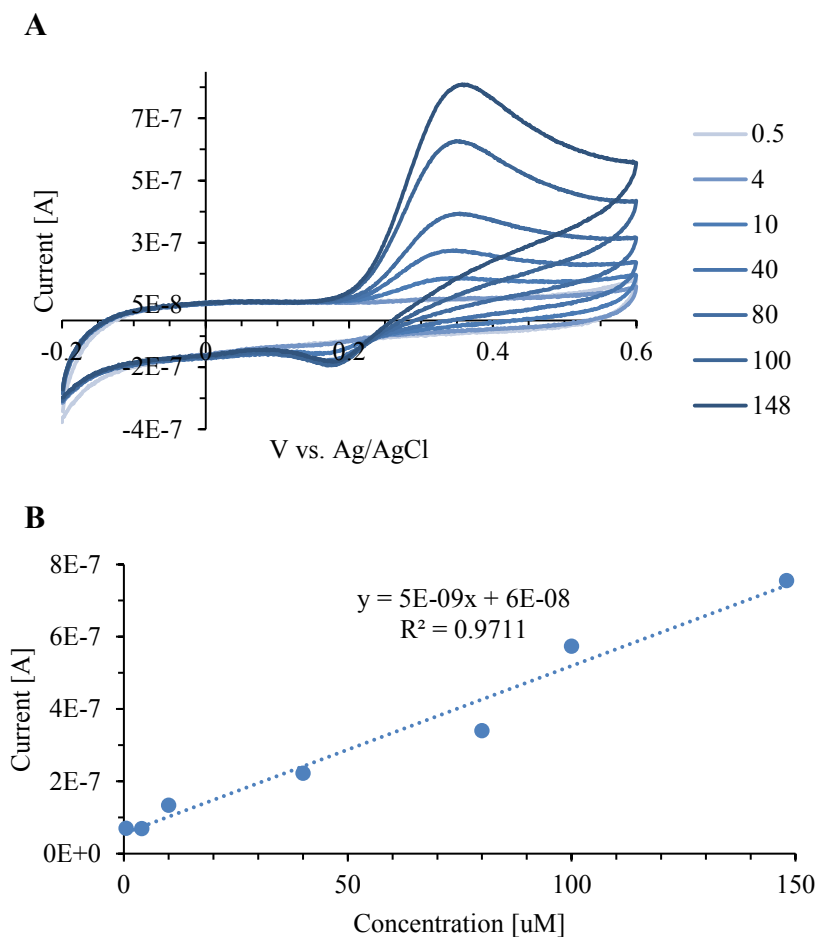 A
7E-7
5E-7
3E-7
5E-8
-2E-7
-4E-7
Current [A]
-0.2 0 0.2 0.4 0.6
V vs. Ag/AgCl
0.5
4
10
40
80
100
148
B
8E-7
6E-7
4E-7
2E-7
0E+0
Current [A]
y = 5E-09x + 6E-08
R² = 0.9711
0 50 100 150
Concentration [uM]